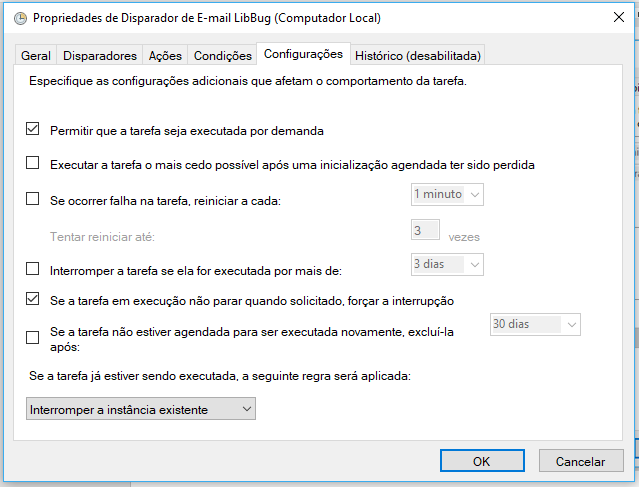 Propriedades de Disparador de E-mail LibBug (Computador Local)
Geral Disparadores Ações Condições Configurações Histórico (desabilitada)
Especifique as configurações adicionais que afetam o comportamento da tarefa.
Permitir que a tarefa seja executada por demanda
Executar a tarefa o mais cedo possível após uma inicialização agendada ter sido perdida
Se ocorrer falha na tarefa, reiniciar a cada: 1 minuto
Tentar reiniciar até: 3 vezes
Interromper a tarefa se ela for executada por mais de: 3 dias
Se a tarefa em execução não parar quando solicitado, forçar a interrupção
Se a tarefa não estiver agendada para ser executada novamente, excluí-la 30 dias
após:
Se a tarefa já estiver sendo executada, a seguinte regra será aplicada:
Interromper a instância existente
OK Cancelar